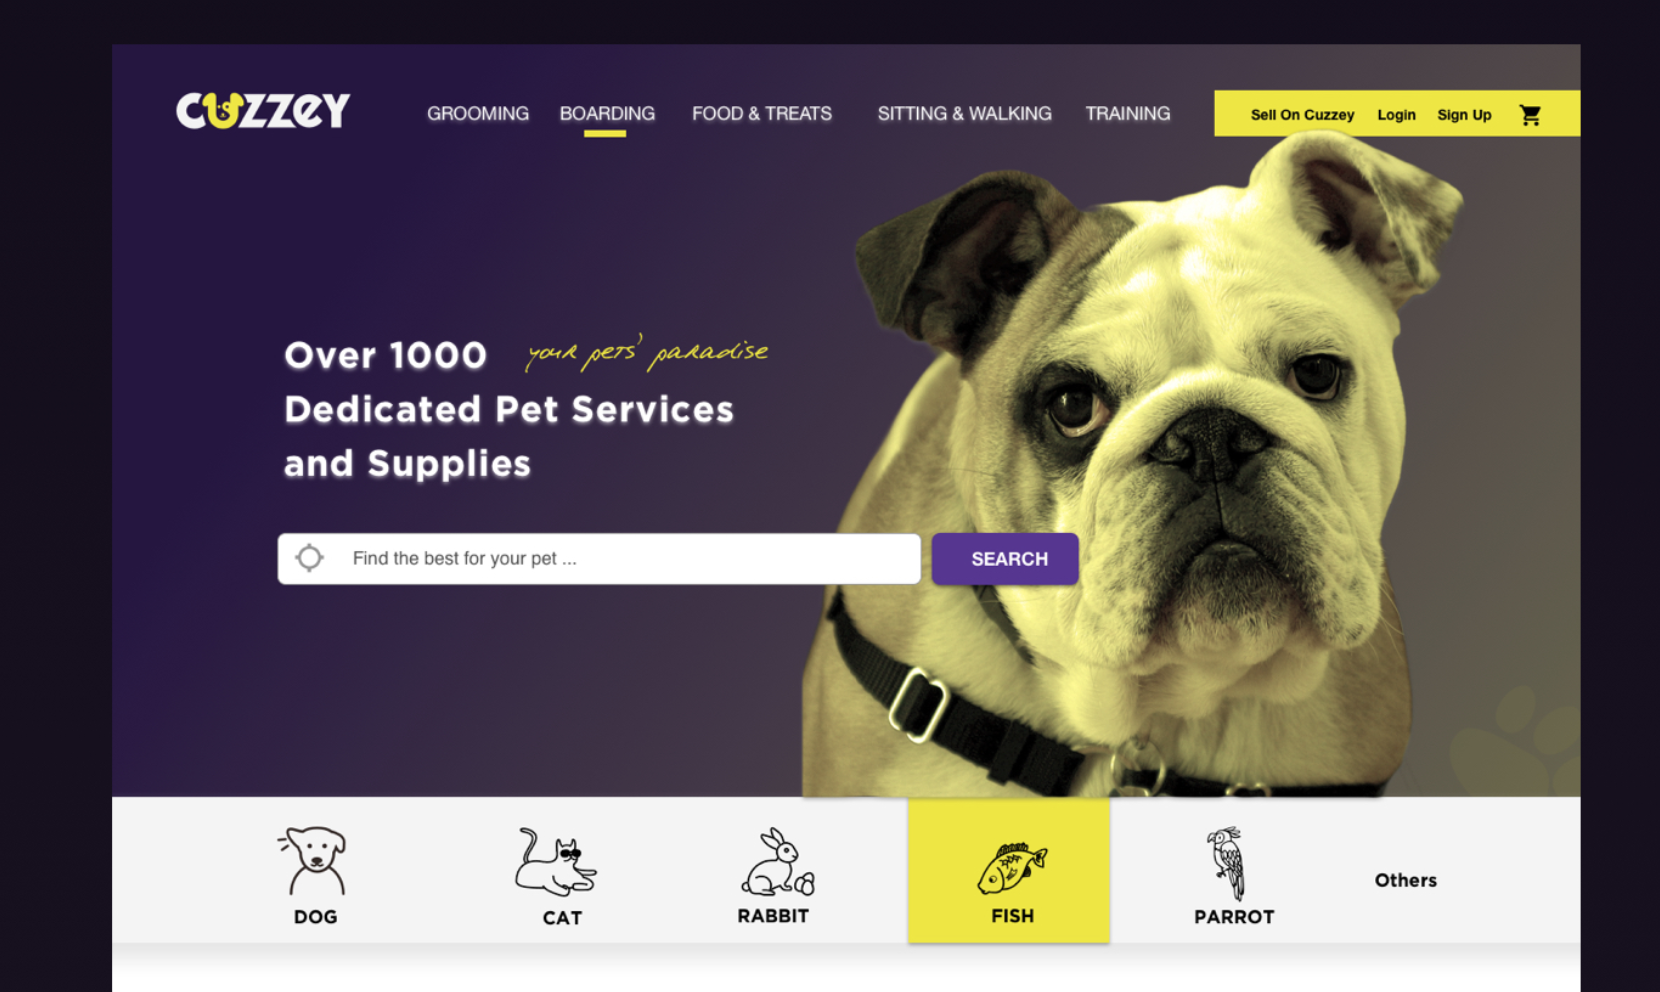 CUZZEY
GROOMING BOARDING FOOD & TREATS SITTING & WALKING TRAINING
Sell On Cuzzey Login Sign Up
Over 1000 your pets' paradise
Dedicated Pet Services
and Supplies
Find the best for your pet ...
SEARCH
DOG CAT RABBIT FISH PARROT Others